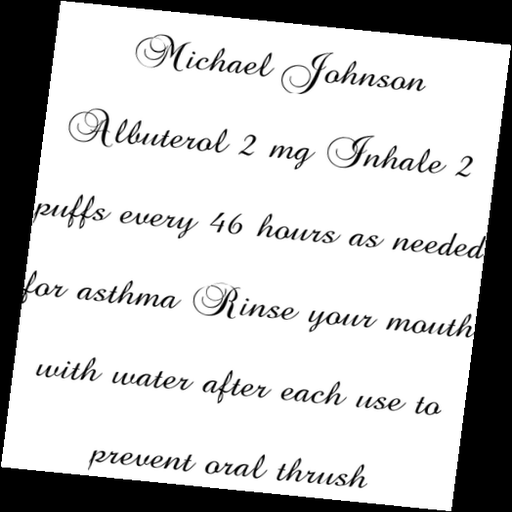 Michael Johnson
Albuterol 2 mg Inhale 2
puffs every 46 hours as needed
for asthma Rinse your mouth
with water after each use to
prevent oral thrush